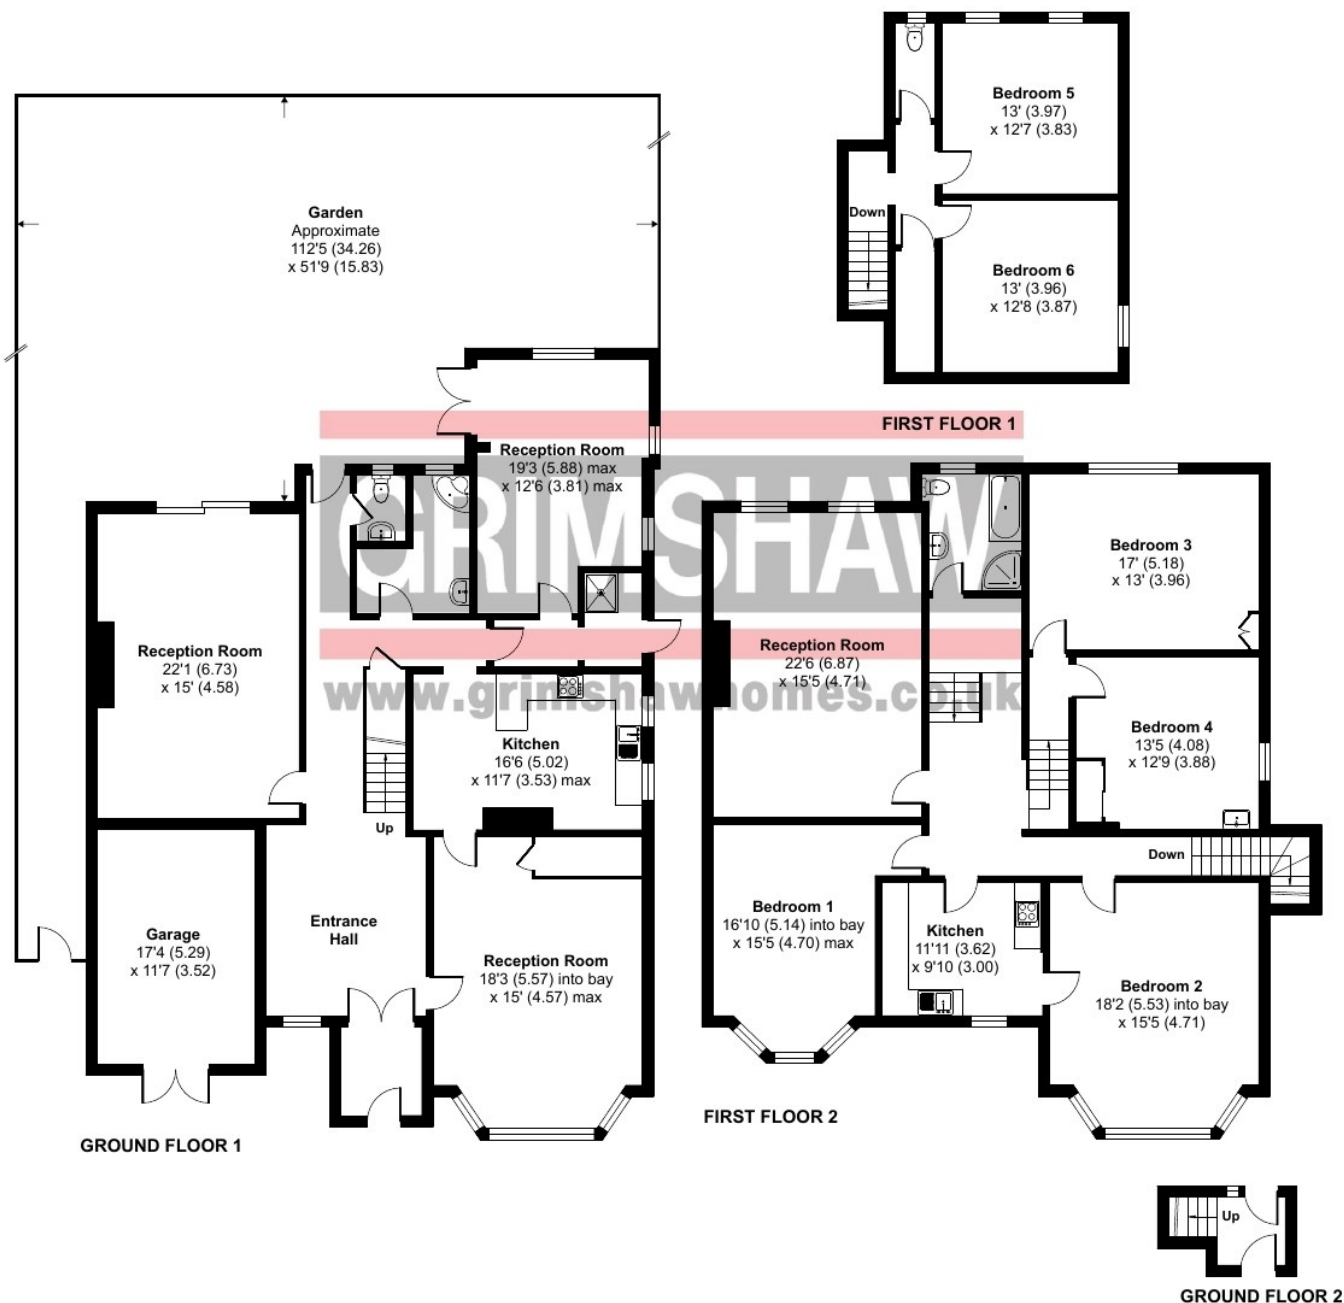 Bedroom 5
13' (3.97)
x 12'7 (3.83)
Down
Bedroom 6
13' (3.96)
x 12'8 (3.87)
FIRST FLOOR 1
Garden
Approximate
112'5 (34.26)
x 51'9 (15.83)
Reception Room
19'3 (5.88) max
x 12'6 (3.81) max
GRIMSHAW
www.grimshawhomes.co.uk
Reception Room
22'1 (6.73)
x 15' (4.58)
Kitchen
16'6 (5.02)
x 11'7 (3.53) max
Up
Entrance
Hall
Garage
17'4 (5.29)
x 11'7 (3.52)
Reception Room
18'3 (5.57) into bay
x 15' (4.57) max
GROUND FLOOR 1
Bedroom 3
17' (5.18)
x 13' (3.96)
Reception Room
22'6 (6.87)
x 15'5 (4.71)
Bedroom 4
13'5 (4.08)
x 12'9 (3.88)
Down
Bedroom 1
16'10 (5.14) into bay
x 15'5 (4.70) max
Kitchen
11'11 (3.62)
x 9'10 (3.00)
Bedroom 2
18'2 (5.53) into bay
x 15'5 (4.71)
FIRST FLOOR 2
Up
GROUND FLOOR 2